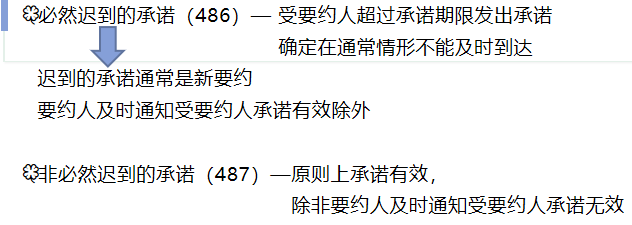 必然迟到的承诺（486）— 受要约人超过承诺期限发出承诺
确定在通常情形不能及时到达
迟到的承诺通常是新要约
要约人及时通知受要约人承诺有效除外
非必然迟到的承诺（487）—原则上承诺有效，
除非要约人及时通知受要约人承诺无效